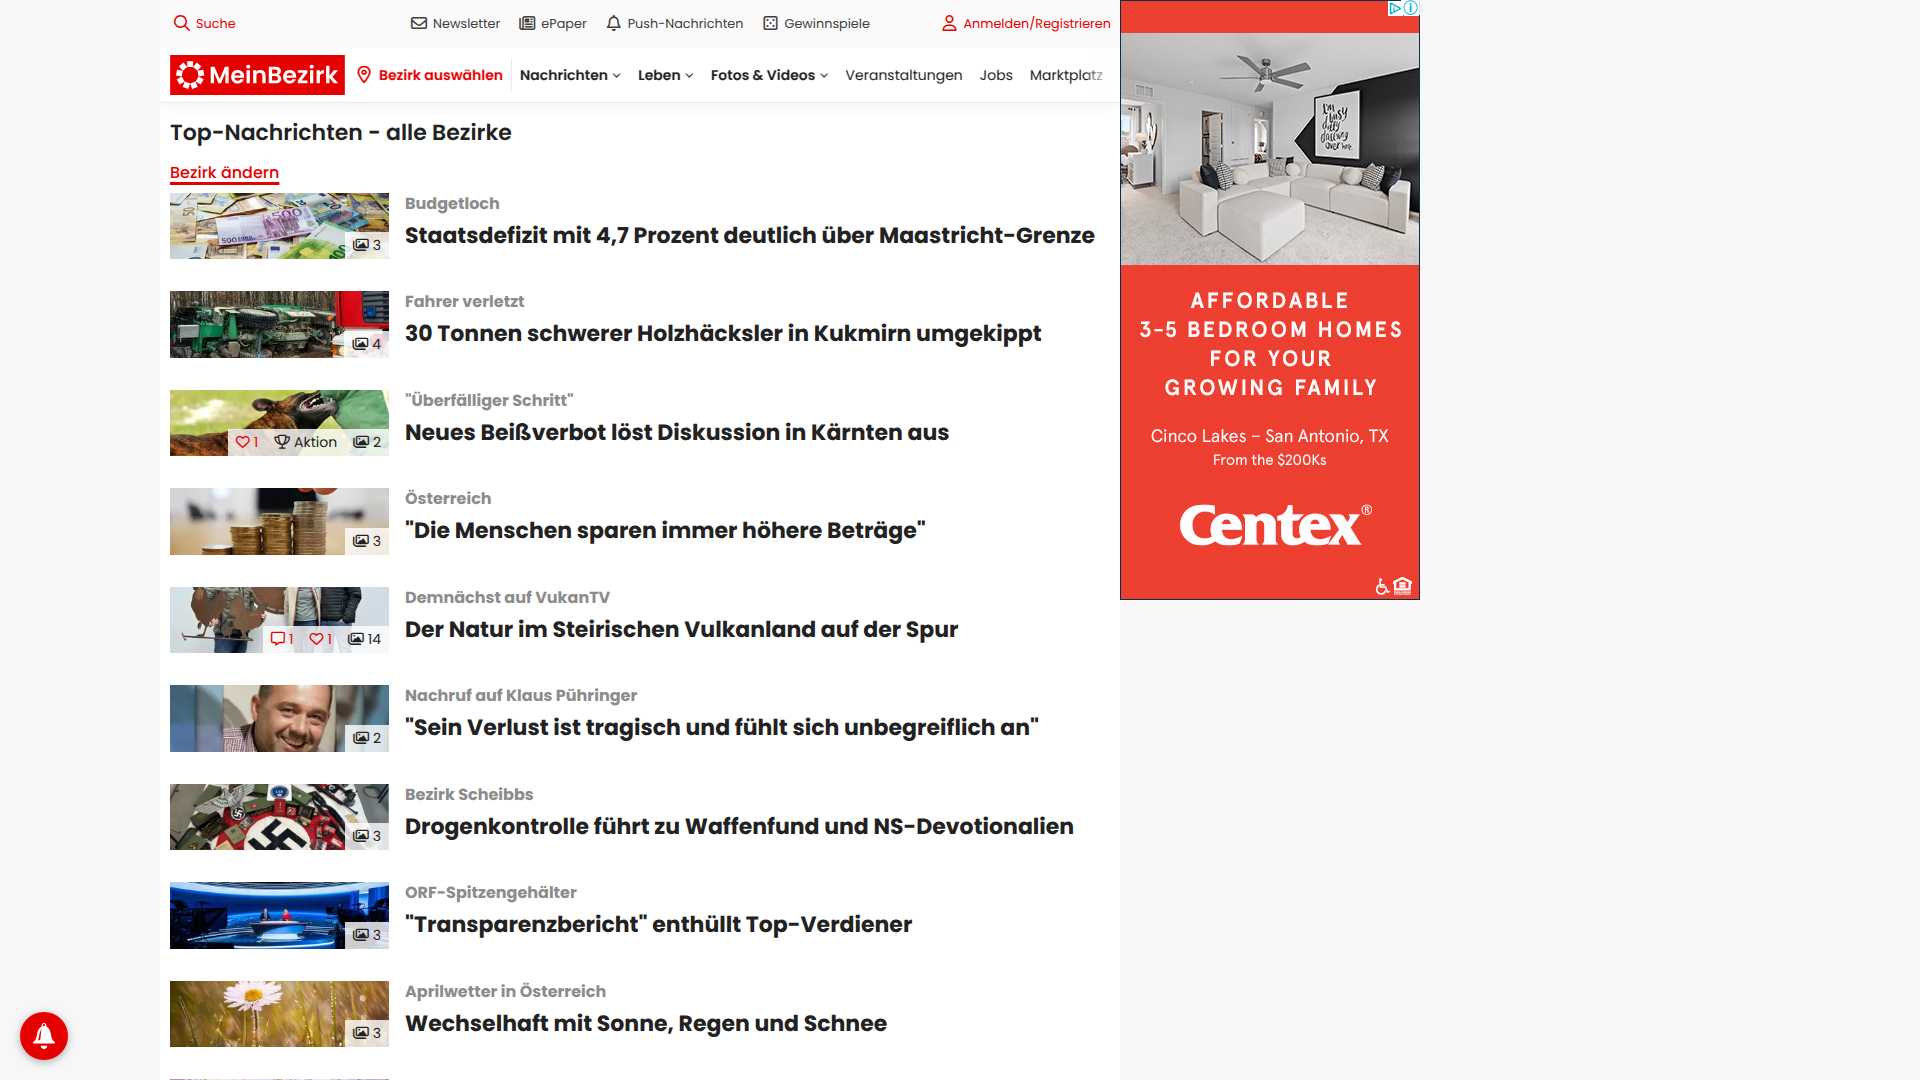 Suche
Newsletter
ePaper
Push-Nachrichten
Gewinnspiele
Anmelden/Registrieren
MeinBezirk
Bezirk auswählen
Nachrichten
Leben
Fotos & Videos
Veranstaltungen
Jobs
Marktplatz
Top-Nachrichten - alle Bezirke
Bezirk ändern
3
Budgetloch
Staatsdefizit mit 4,7 Prozent deutlich über Maastricht-Grenze
4
Fahrer verletzt
30 Tonnen schwerer Holzhäcksler in Kukmirn umgekippt
1 Aktion 2
"Überfälliger Schritt"
Neues Beißverbot löst Diskussion in Kärnten aus
3
Österreich
"Die Menschen sparen immer höhere Beträge"
1 1 14
Demnächst auf VukanTV
Der Natur im Steirischen Vulkanland auf der Spur
2
Nachruf auf Klaus Pühringer
"Sein Verlust ist tragisch und fühlt sich unbegreiflich an"
3
Bezirk Scheibbs
Drogenkontrolle führt zu Waffenfund und NS-Devotionalien
3
ORF-Spitzengehälter
"Transparenzbericht" enthüllt Top-Verdiener
3
Aprilwetter in Österreich
Wechselhaft mit Sonne, Regen und Schnee
AFFORDABLE
3-5 BEDROOM HOMES
FOR YOUR
GROWING FAMILY
Cinco Lakes – San Antonio, TX
From the $200Ks
Centex®